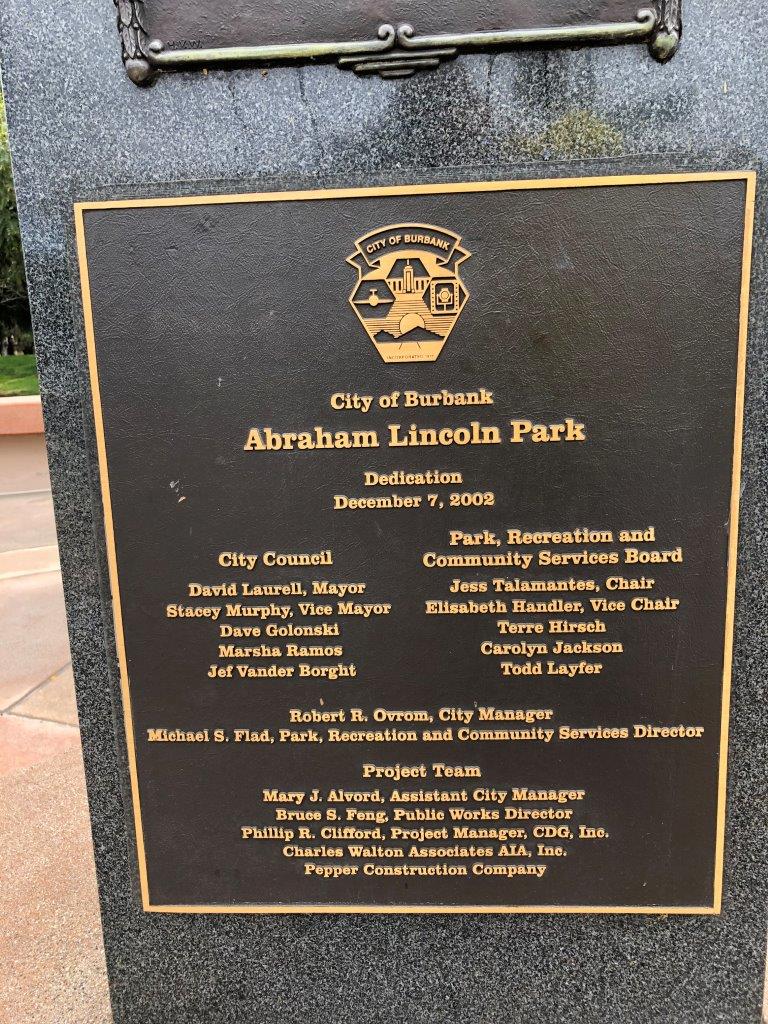 CITY OF BURBANK
City of Burbank
Abraham Lincoln Park
Dedication
December 7, 2002
City Council
David Laurell, Mayor
Stacey Murphy, Vice Mayor
Dave Golonski
Marsha Ramos
Jef Vander Borght
Park, Recreation and
Community Services Board
Jess Talamantes, Chair
Elisabeth Handler, Vice Chair
Terre Hirsch
Carolyn Jackson
Todd Layfer
Robert R. Ovrom, City Manager
Michael S. Flad, Park, Recreation and Community Services Director
Project Team
Mary J. Alvord, Assistant City Manager
Bruce S. Feng, Public Works Director
Phillip R. Clifford, Project Manager, CDG, Inc.
Charles Walton Associates AIA, Inc.
Pepper Construction Company